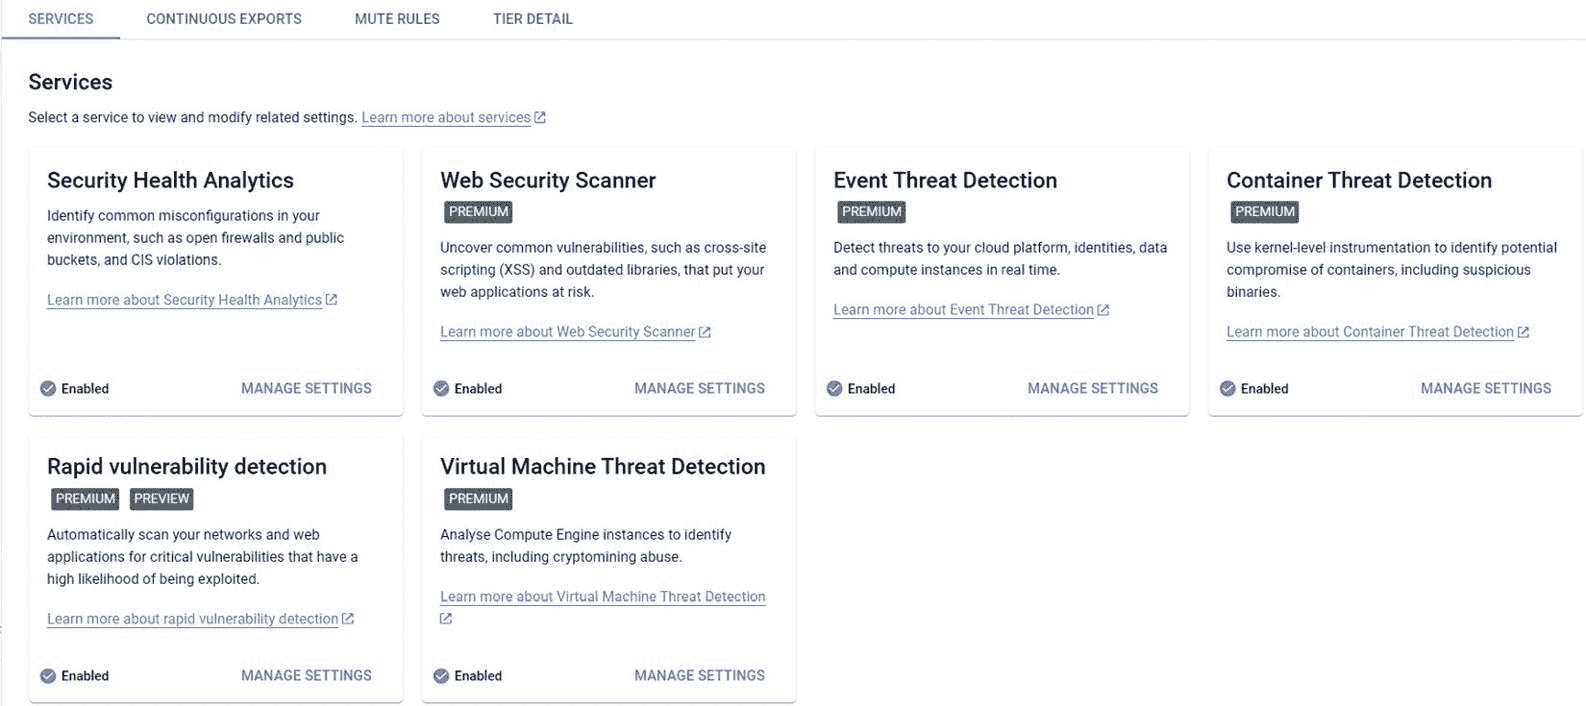 SERVICES CONTINUOUS EXPORTS MUTE RULES TIER DETAIL
Services
Select a service to view and modify related settings. Learn more about services
Security Health Analytics
Identify common misconfigurations in your
environment, such as open firewalls and public
buckets, and CIS violations.
Learn more about Security Health Analytics
Enabled MANAGE SETTINGS
Web Security Scanner
PREMIUM
Uncover common vulnerabilities, such as cross-site
scripting (XSS) and outdated libraries, that put your
web applications at risk.
Learn more about Web Security Scanner
Enabled MANAGE SETTINGS
Event Threat Detection
PREMIUM
Detect threats to your cloud platform, identities, data
and compute instances in real time.
Learn more about Event Threat Detection
Enabled MANAGE SETTINGS
Container Threat Detection
PREMIUM
Use kernel-level instrumentation to identify potential
compromise of containers, including suspicious
binaries.
Learn more about Container Threat Detection
Enabled MANAGE SETTINGS
Rapid vulnerability detection
PREMIUM PREVIEW
Automatically scan your networks and web
applications for critical vulnerabilities that have a
high likelihood of being exploited.
Learn more about rapid vulnerability detection
Enabled MANAGE SETTINGS
Virtual Machine Threat Detection
PREMIUM
Analyse Compute Engine instances to identify
threats, including cryptomining abuse.
Learn more about Virtual Machine Threat Detection
Enabled MANAGE SETTINGS